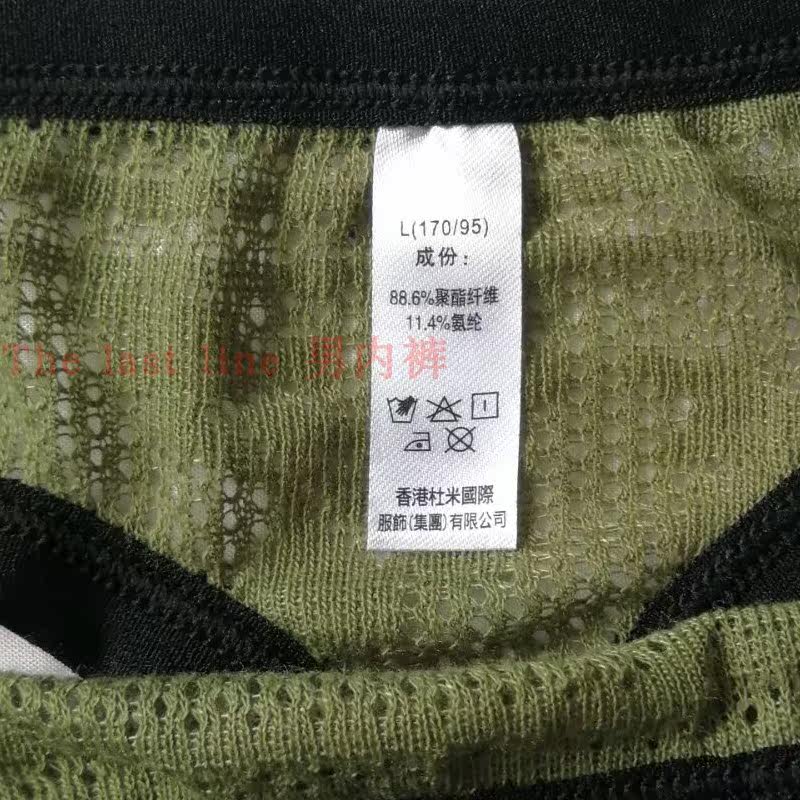 L(170/95)
成份：
88.6%聚酯纤维
11.4%氨纶
The last line 男内裤
香港杜米國際
服飾(集團)有限公司